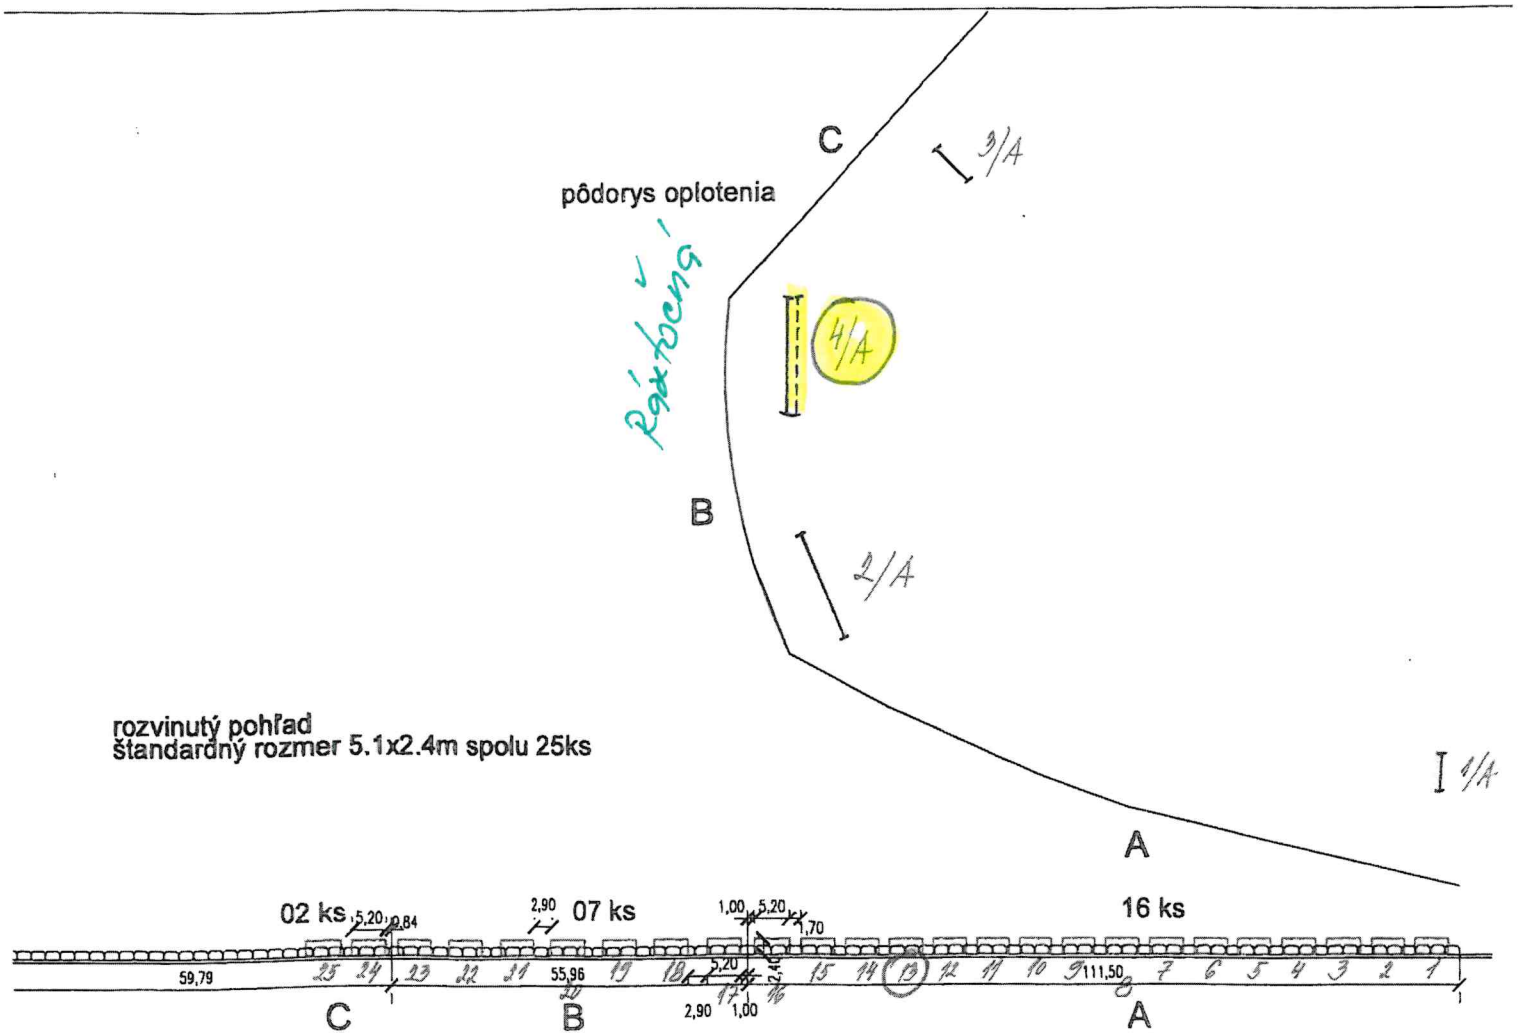 C
3/A
pôdorys oplotenia
Rázťočná
4/A
B
2/A
rozvinutý pohľad
štandardný rozmer 5.1x2.4m spolu 25ks
1/A
A
02 ks 5,20 0,84 2,90 07 ks 1,00 5,20 1,70 16 ks
2,40
59,79 25 24 23 22 21 55,96 20 19 18 5,20 17 16 15 14 13 12 11 10 9 111,50 8 7 6 5 4 3 2 1
2,90 1,00
C B A